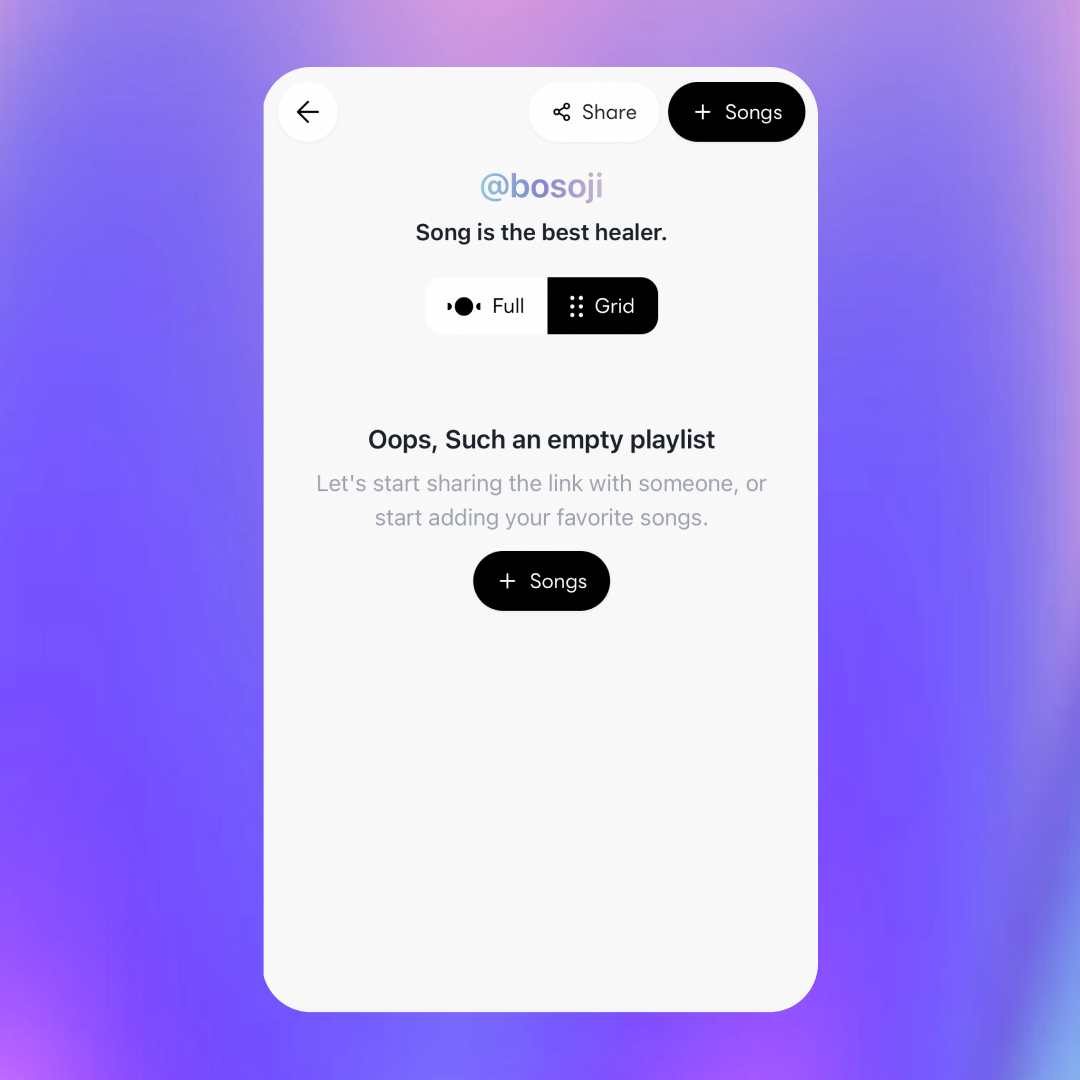 Share
+ Songs
@bosoji
Song is the best healer.
Full
Grid
Oops, Such an empty playlist
Let's start sharing the link with someone, or
start adding your favorite songs.
+ Songs